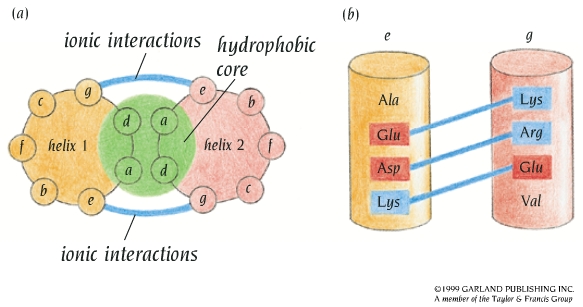 (a)
ionic interactions
hydrophobic
core
g
e
c
b
d
a
f
helix 1
helix 2
f
a
d
b
c
e
g
ionic interactions
(b)
e
g
Ala
Lys
Glu
Arg
Asp
Glu
Lys
Val
©1999 GARLAND PUBLISHING INC.
A member of the Taylor & Francis Group